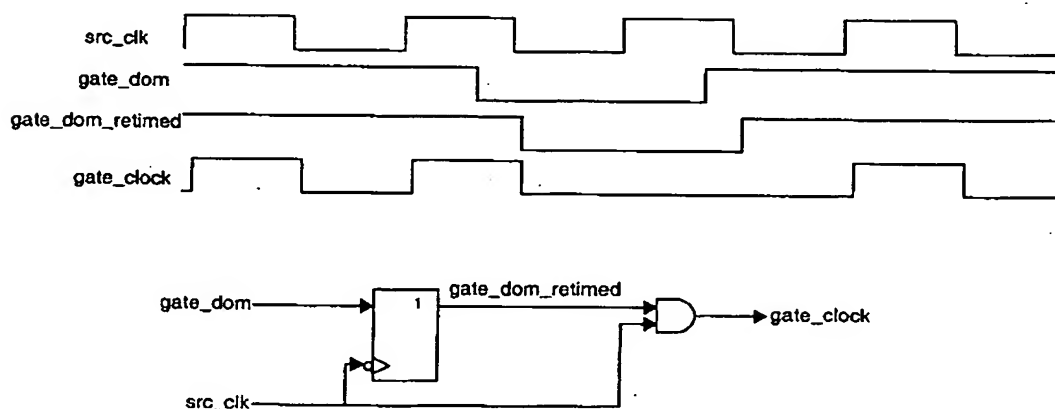 src_clk
gate_dom
gate_dom_retimed
gate_clock
gate_dom
1
gate_dom_retimed
gate_clock
src_clk